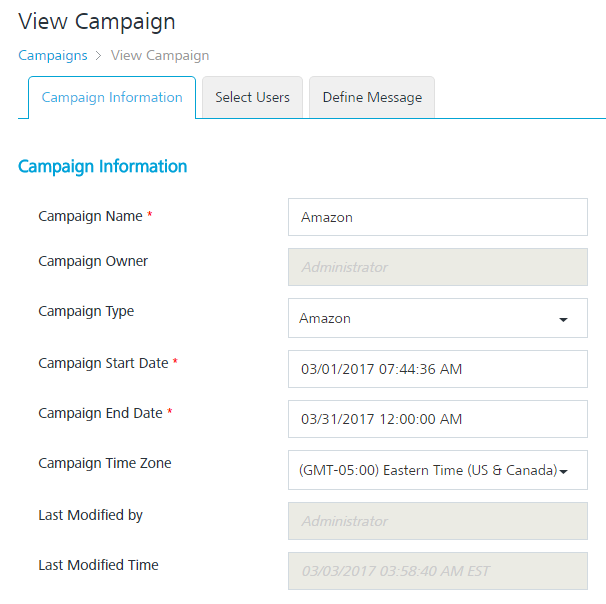 View Campaign
Campaigns > View Campaign
Campaign Information Select Users Define Message
Campaign Information
Campaign Name * Amazon
Campaign Owner Administrator
Campaign Type Amazon
Campaign Start Date * 03/01/2017 07:44:36 AM
Campaign End Date * 03/31/2017 12:00:00 AM
Campaign Time Zone (GMT-05:00) Eastern Time (US & Canada)
Last Modified by Administrator
Last Modified Time 03/03/2017 03:58:40 AM EST